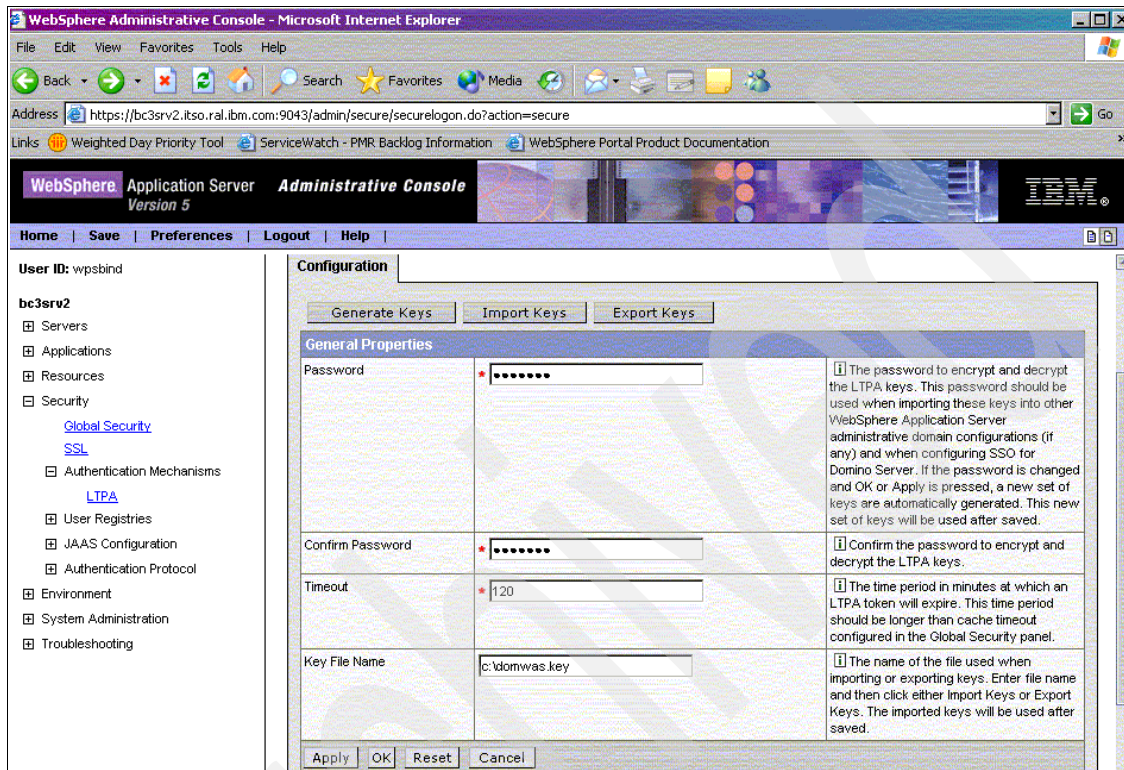 WebSphere Administrative Console - Microsoft Internet Explorer
File Edit View Favorites Tools Help
Back Search Favorites Media
Address https://bc3srv2.itso.ral.ibm.com:9043/admin/secure/securelogon.do?action=secure Go
Links Weighted Day Priority Tool ServiceWatch - PMR Backlog Information WebSphere Portal Product Documentation »
WebSphere Application Server Administrative Console
Version 5
IBM®
Home | Save | Preferences | Logout | Help |
User ID: wpsbind
bc3srv2
Servers
Applications
Resources
Security
Global Security
SSL
Authentication Mechanisms
LTPA
User Registries
JAAS Configuration
Authentication Protocol
Environment
System Administration
Troubleshooting
Configuration
Generate Keys Import Keys Export Keys
General Properties
Password
* •••••••
i The password to encrypt and decrypt
the LTPA keys. This password should be
used when importing these keys into other
WebSphere Application Server
administrative domain configurations (if
any) and when configuring SSO for
Domino Server. If the password is changed
and OK or Apply is pressed, a new set of
keys are automatically generated. This new
set of keys will be used after saved.
Confirm Password
* •••••••
i Confirm the password to encrypt and
decrypt the LTPA keys.
Timeout
* 120
i The time period in minutes at which an
LTPA token will expire. This time period
should be longer than cache timeout
configured in the Global Security panel.
Key File Name
c:\domwas.key
i The name of the file used when
importing or exporting keys. Enter file name
and then click either Import Keys or Export
Keys. The imported keys will be used after
saved.
Apply OK Reset Cancel